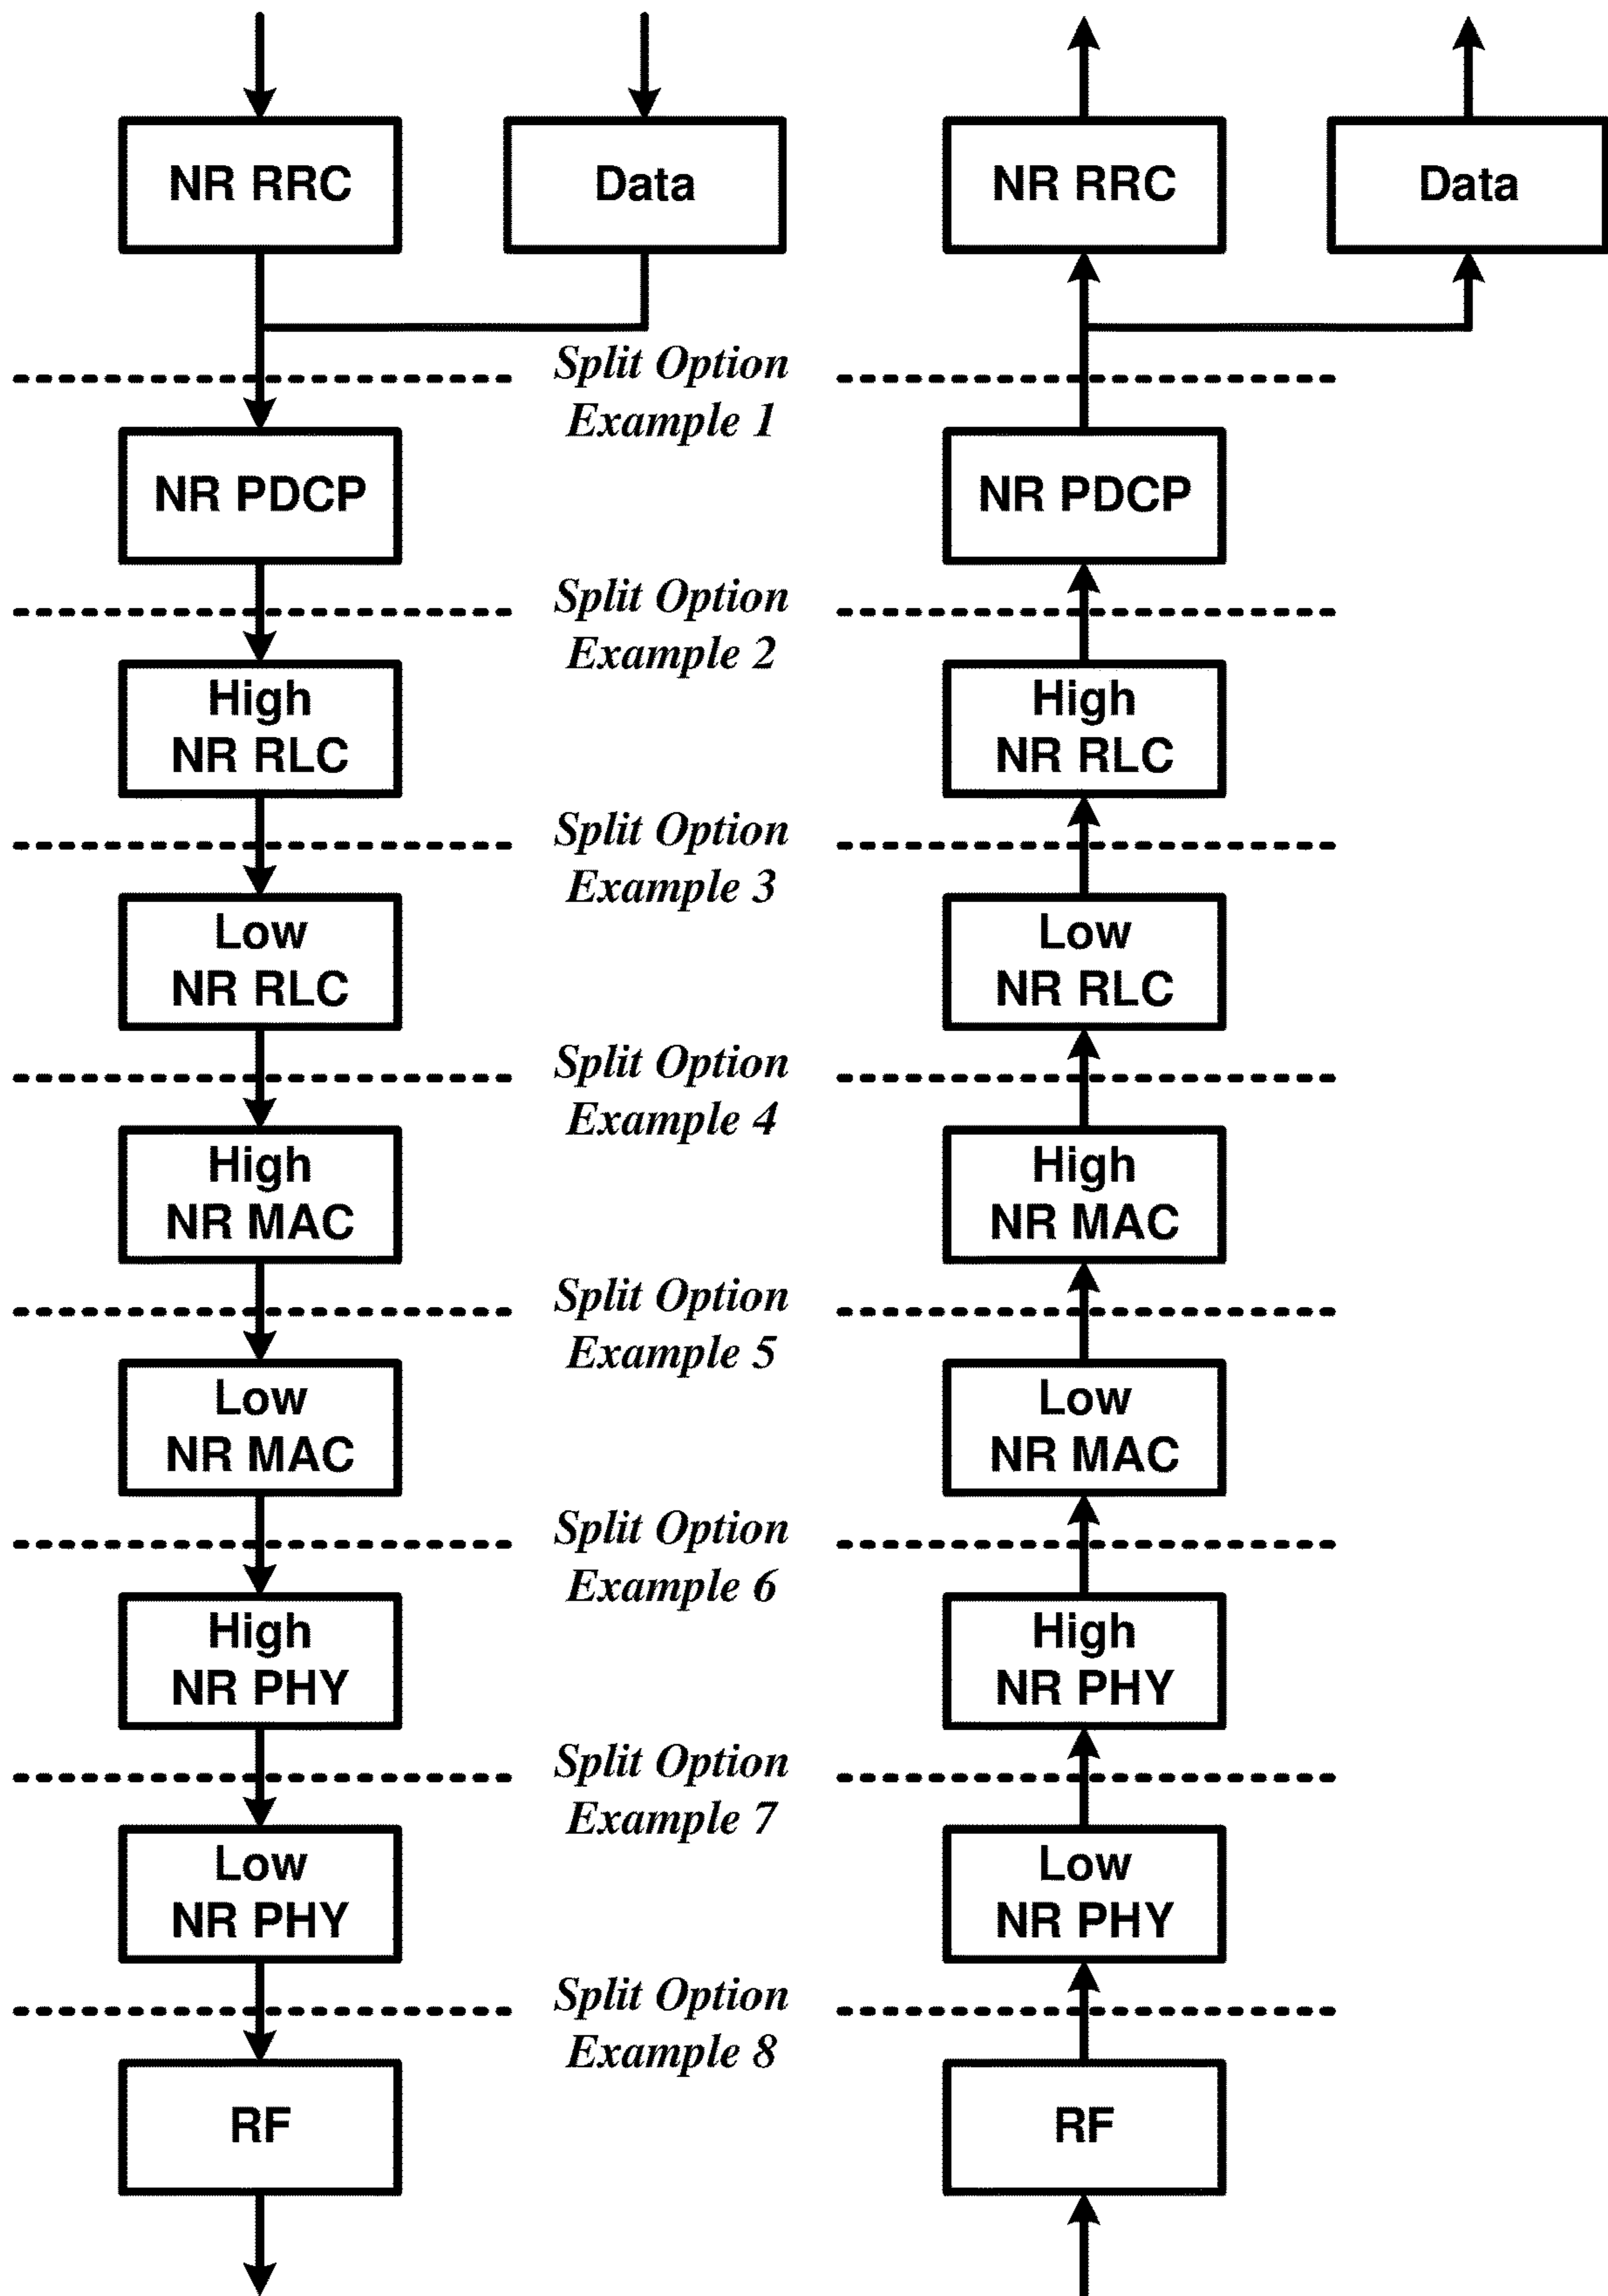 NR RRC
Data
NR RRC
Data
Split Option
Example 1
NR PDCP
NR PDCP
Split Option
Example 2
High
NR RLC
High
NR RLC
Split Option
Example 3
Low
NR RLC
Low
NR RLC
Split Option
Example 4
High
NR MAC
High
NR MAC
Split Option
Example 5
Low
NR MAC
Low
NR MAC
Split Option
Example 6
High
NR PHY
High
NR PHY
Split Option
Example 7
Low
NR PHY
Low
NR PHY
Split Option
Example 8
RF
RF